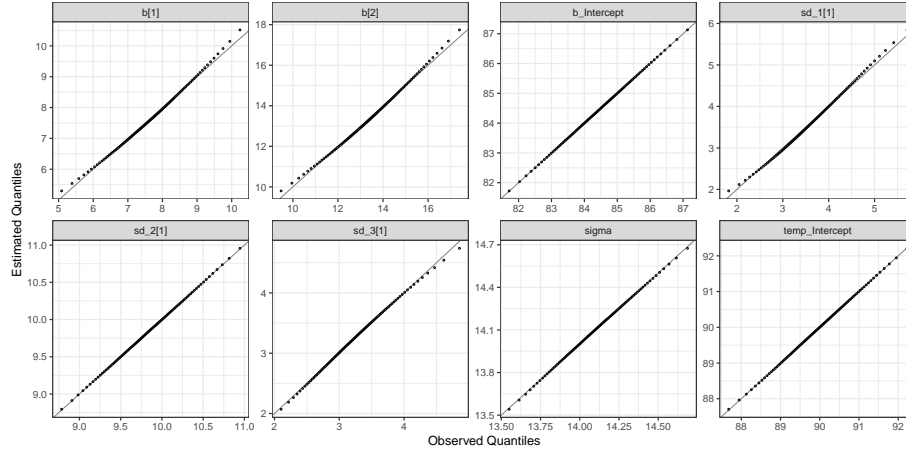 b[1]
b[2]
b_Intercept
sd_1[1]
10
9
8
7
6
5 6 7 8 9 10
18
16
14
12
10
10 12 14 16
87
86
85
84
83
82
82 83 84 85 86 87
6
5
4
3
2
2 3 4 5
sd_2[1]
sd_3[1]
sigma
temp_Intercept
11.0
10.5
10.0
9.5
9.0
9.0 9.5 10.0 10.5 11.0
4
3
2
2 3 4
14.7
14.4
14.1
13.8
13.5
13.50 13.75 14.00 14.25 14.50
92
91
90
89
88
88 89 90 91 92
Estimated Quantiles
Observed Quantiles